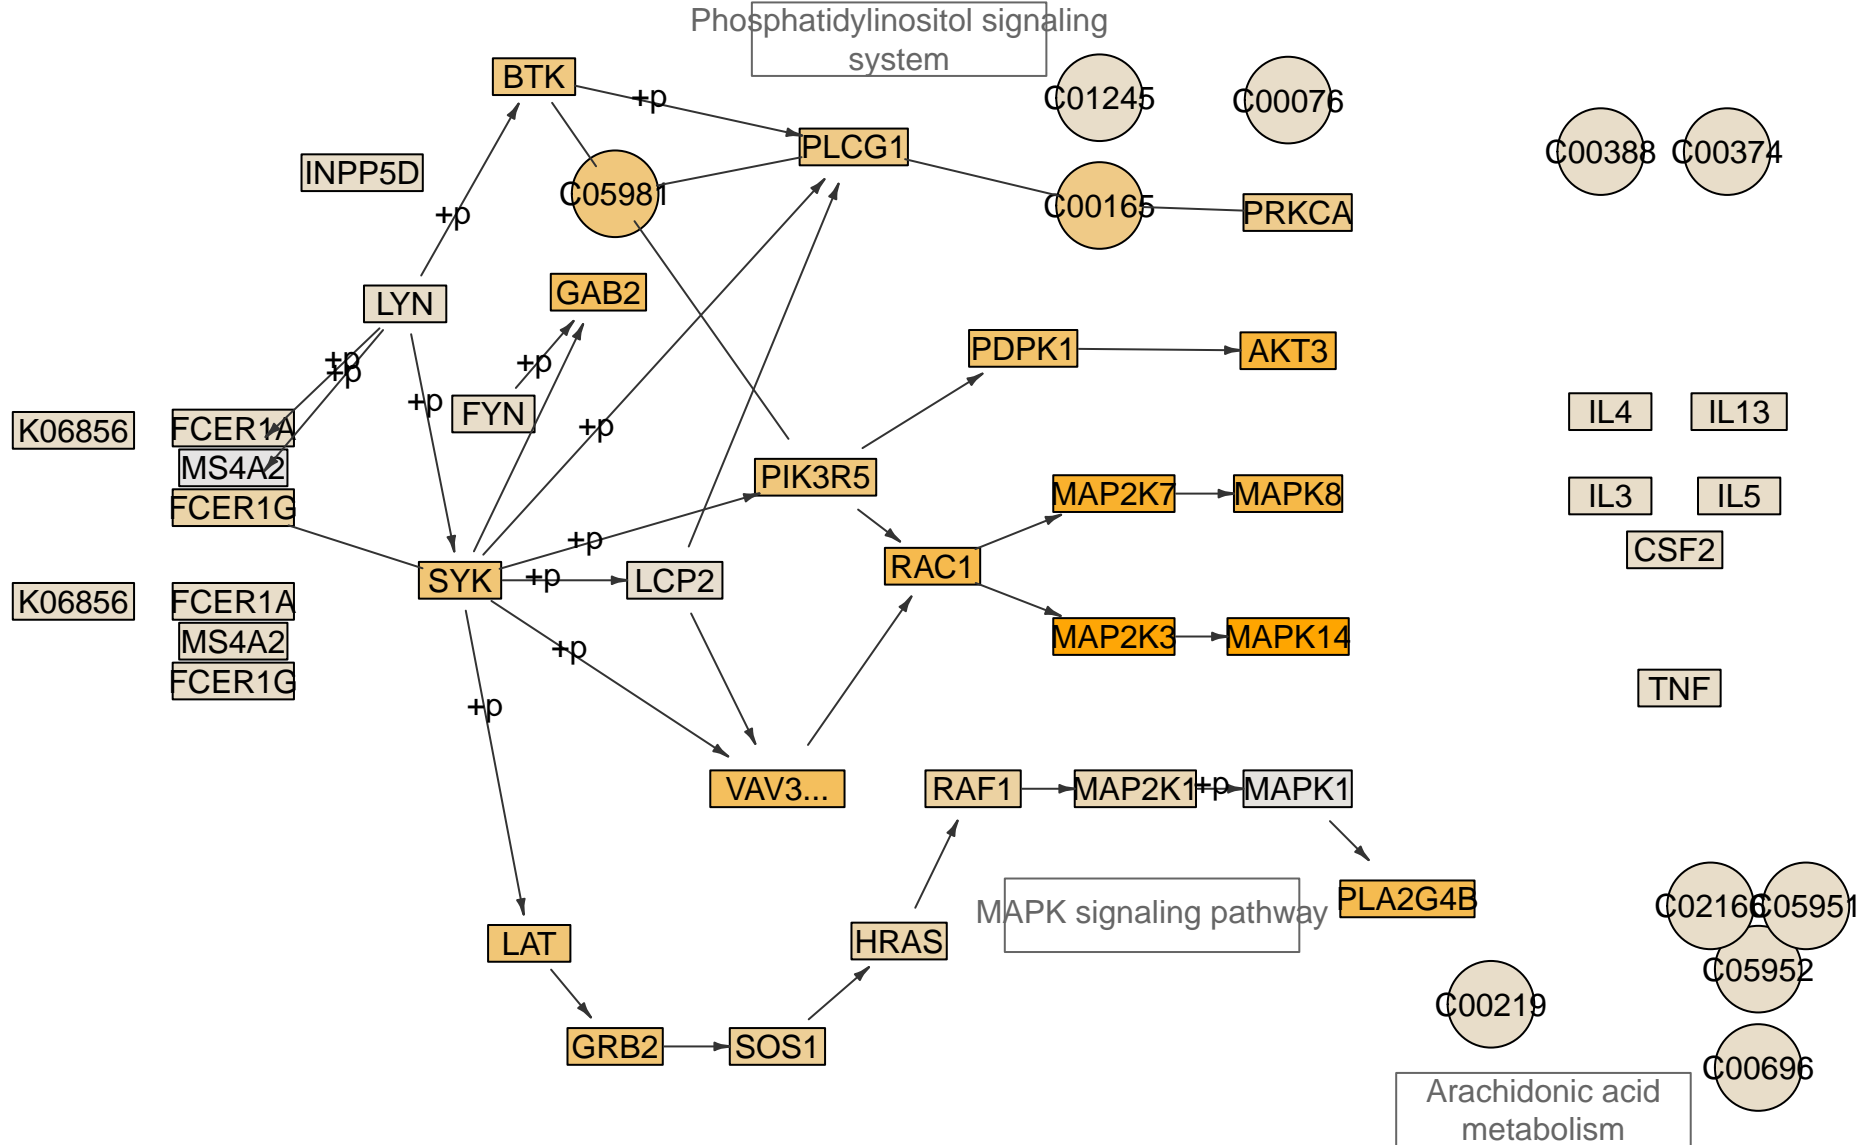 Phosphatidylinositol signaling
system
BTK
+p
C01245
C00076
PLCG1
C00388
C00374
INPP5D
C05981
C00165
PRKCA
+p
LYN
GAB2
PDPK1
AKT3
+p
+p
+p
+p
K06856
FCER1A
FYN
+p
IL4
IL13
MS4A2
PIK3R5
MAP2K7
MAPK8
IL3
IL5
FCER1G
+p
CSF2
SYK
+p
LCP2
RAC1
K06856
FCER1A
MS4A2
+p
MAP2K3
MAPK14
FCER1G
TNF
+p
VAV3...
RAF1
MAP2K1
+p
MAPK1
MAPK signaling pathway
PLA2G4B
C02166
C05951
LAT
HRAS
C05952
C00219
GRB2
SOS1
C00696
Arachidonic acid
metabolism